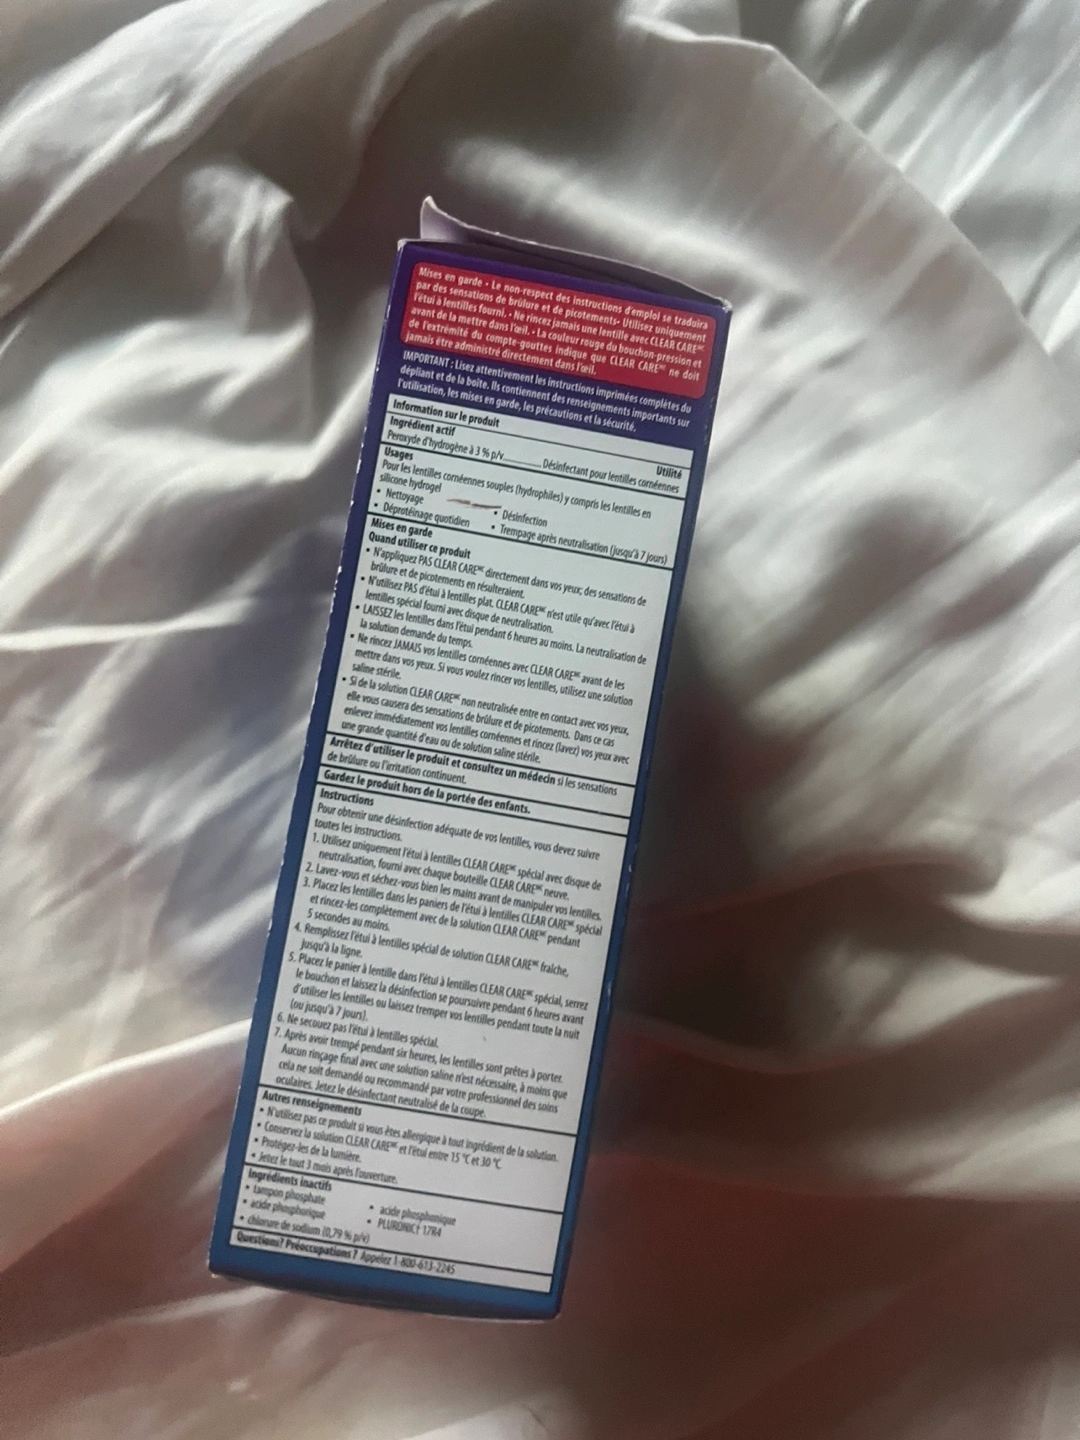 Mises en garde • Le non-respect des instructions d'emploi se traduira
par des sensations de brûlure et de picotements• Utilisez uniquement
l'étui à lentilles fourni. • Ne rincez jamais une lentille avec CLEAR CAREᴹᴷ
avant de la mettre dans l'œil. • La couleur rouge du bouchon-pression et
de l'extrémité du compte-gouttes indique que CLEAR CAREᴹᴷ ne doit
jamais être administré directement dans l'œil.
IMPORTANT : Lisez attentivement les instructions imprimées complètes du
dépliant et de la boîte. Ils contiennent des renseignements importants sur
l'utilisation, les mises en garde, les précautions et la sécurité.
Information sur le produit
Ingrédient actif Utilité
Peroxyde d'hydrogène à 3 % p/v............Désinfectant pour lentilles cornéennes
Usages
Pour les lentilles cornéennes souples (hydrophiles) y compris les lentilles en
silicone hydrogel
• Nettoyage • Désinfection
• Déprotéinage quotidien • Trempage après neutralisation (jusqu'à 7 jours)
Mises en garde
Quand utiliser ce produit
• N'appliquez PAS CLEAR CAREᴹᴷ directement dans vos yeux; des sensations de
brûlure et de picotements en résulteraient.
• N'utilisez PAS d'étui à lentilles plat. CLEAR CAREᴹᴷ n'est utile qu'avec l'étui à
lentilles spécial fourni avec disque de neutralisation.
• LAISSEZ les lentilles dans l'étui pendant 6 heures au moins. La neutralisation de
la solution demande du temps.
• Ne rincez JAMAIS vos lentilles cornéennes avec CLEAR CAREᴹᴷ avant de les
mettre dans vos yeux. Si vous voulez rincer vos lentilles, utilisez une solution
saline stérile.
• Si de la solution CLEAR CAREᴹᴷ non neutralisée entre en contact avec vos yeux,
elle vous causera des sensations de brûlure et de picotements. Dans ce cas
enlevez immédiatement vos lentilles cornéennes et rincez (lavez) vos yeux avec
une grande quantité d'eau ou de solution saline stérile.
Arrêtez d'utiliser le produit et consultez un médecin si les sensations
de brûlure ou l'irritation continuent.
Gardez le produit hors de la portée des enfants.
Instructions
Pour obtenir une désinfection adéquate de vos lentilles, vous devez suivre
toutes les instructions.
1. Utilisez uniquement l'étui à lentilles CLEAR CAREᴹᴷ spécial avec disque de
neutralisation, fourni avec chaque bouteille CLEAR CAREᴹᴷ neuve.
2. Lavez-vous et séchez-vous bien les mains avant de manipuler vos lentilles.
3. Placez les lentilles dans les paniers de l'étui à lentilles CLEAR CAREᴹᴷ spécial
et rincez-les complètement avec de la solution CLEAR CAREᴹᴷ pendant
5 secondes au moins.
4. Remplissez l'étui à lentilles spécial de solution CLEAR CAREᴹᴷ fraîche,
jusqu'à la ligne.
5. Placez le panier à lentille dans l'étui à lentilles CLEAR CAREᴹᴷ spécial, serrez
le bouchon et laissez la désinfection se poursuivre pendant 6 heures avant
d'utiliser les lentilles ou laissez tremper vos lentilles pendant toute la nuit
(ou jusqu'à 7 jours).
6. Ne secouez pas l'étui à lentilles spécial.
7. Après avoir trempé pendant six heures, les lentilles sont prêtes à porter.
Aucun rinçage final avec une solution saline n'est nécessaire, à moins que
cela ne soit demandé ou recommandé par votre professionnel des soins
oculaires. Jetez le désinfectant neutralisé de la coupe.
Autres renseignements
• N'utilisez pas ce produit si vous êtes allergique à tout ingrédient de la solution.
• Conservez la solution CLEAR CAREᴹᴷ et l'étui entre 15 °C et 30 °C.
• Protégez-les de la lumière.
• Jetez le tout 3 mois après l'ouverture.
Ingrédients inactifs
• tampon phosphate • acide phosphonique
• acide phosphorique • PLURONIC† 17R4
• chlorure de sodium (0,79 % p/v)
Questions? Préoccupations? Appelez 1-800-613-2245